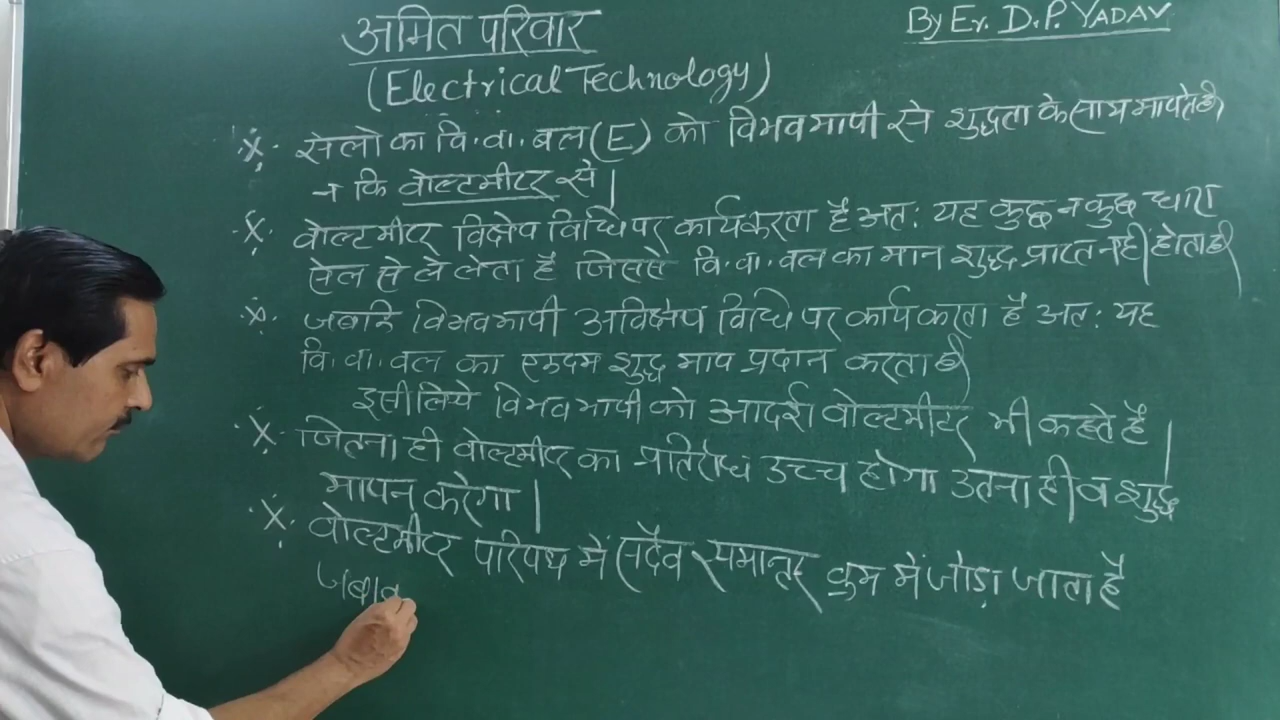 अमित परिवार
By Er. D.P. YADAV
(Electrical Technology)
सेलो का वि.वा. बल (E) को विभवमापी से शुद्धता के साथ मापते है।
न कि वोल्टमीटर से।
वोल्टमीटर विक्षेप विधि पर कार्य करता है अतः यह कुछ न कुछ धारा
सेल से ले लेता है जिससे वि.वा. बल का मान शुद्ध प्राप्त नही होता है।
जबकि विभवमापी अविक्षेप विधि पर कार्य करता है अतः यह
वि.वा. बल का एकदम शुद्ध माप प्रदान करता है।
इसीलिये विभवमापी को आदर्श वोल्टमीटर भी कहते है।
जितना ही वोल्टमीटर का प्रतिरोध उच्च होगा उतना ही व शुद्ध
मापन करेगा।
वोल्टमीटर परिपथ में सदैव समान्तर क्रम में जोड़ा जाता है